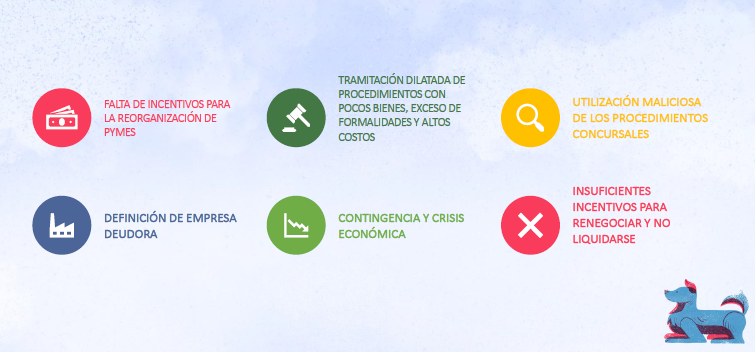 FALTA DE INCENTIVOS PARA
LA REORGANIZACIÓN DE
PYMES
TRAMITACIÓN DILATADA DE
PROCEDIMIENTOS CON
POCOS BIENES, EXCESO DE
FORMALIDADES Y ALTOS
COSTOS
UTILIZACIÓN MALICIOSA
DE LOS PROCEDIMIENTOS
CONCURSALES
DEFINICIÓN DE EMPRESA
DEUDORA
CONTINGENCIA Y CRISIS
ECONÓMICA
INSUFICIENTES
INCENTIVOS PARA
RENEGOCIAR Y NO
LIQUIDARSE